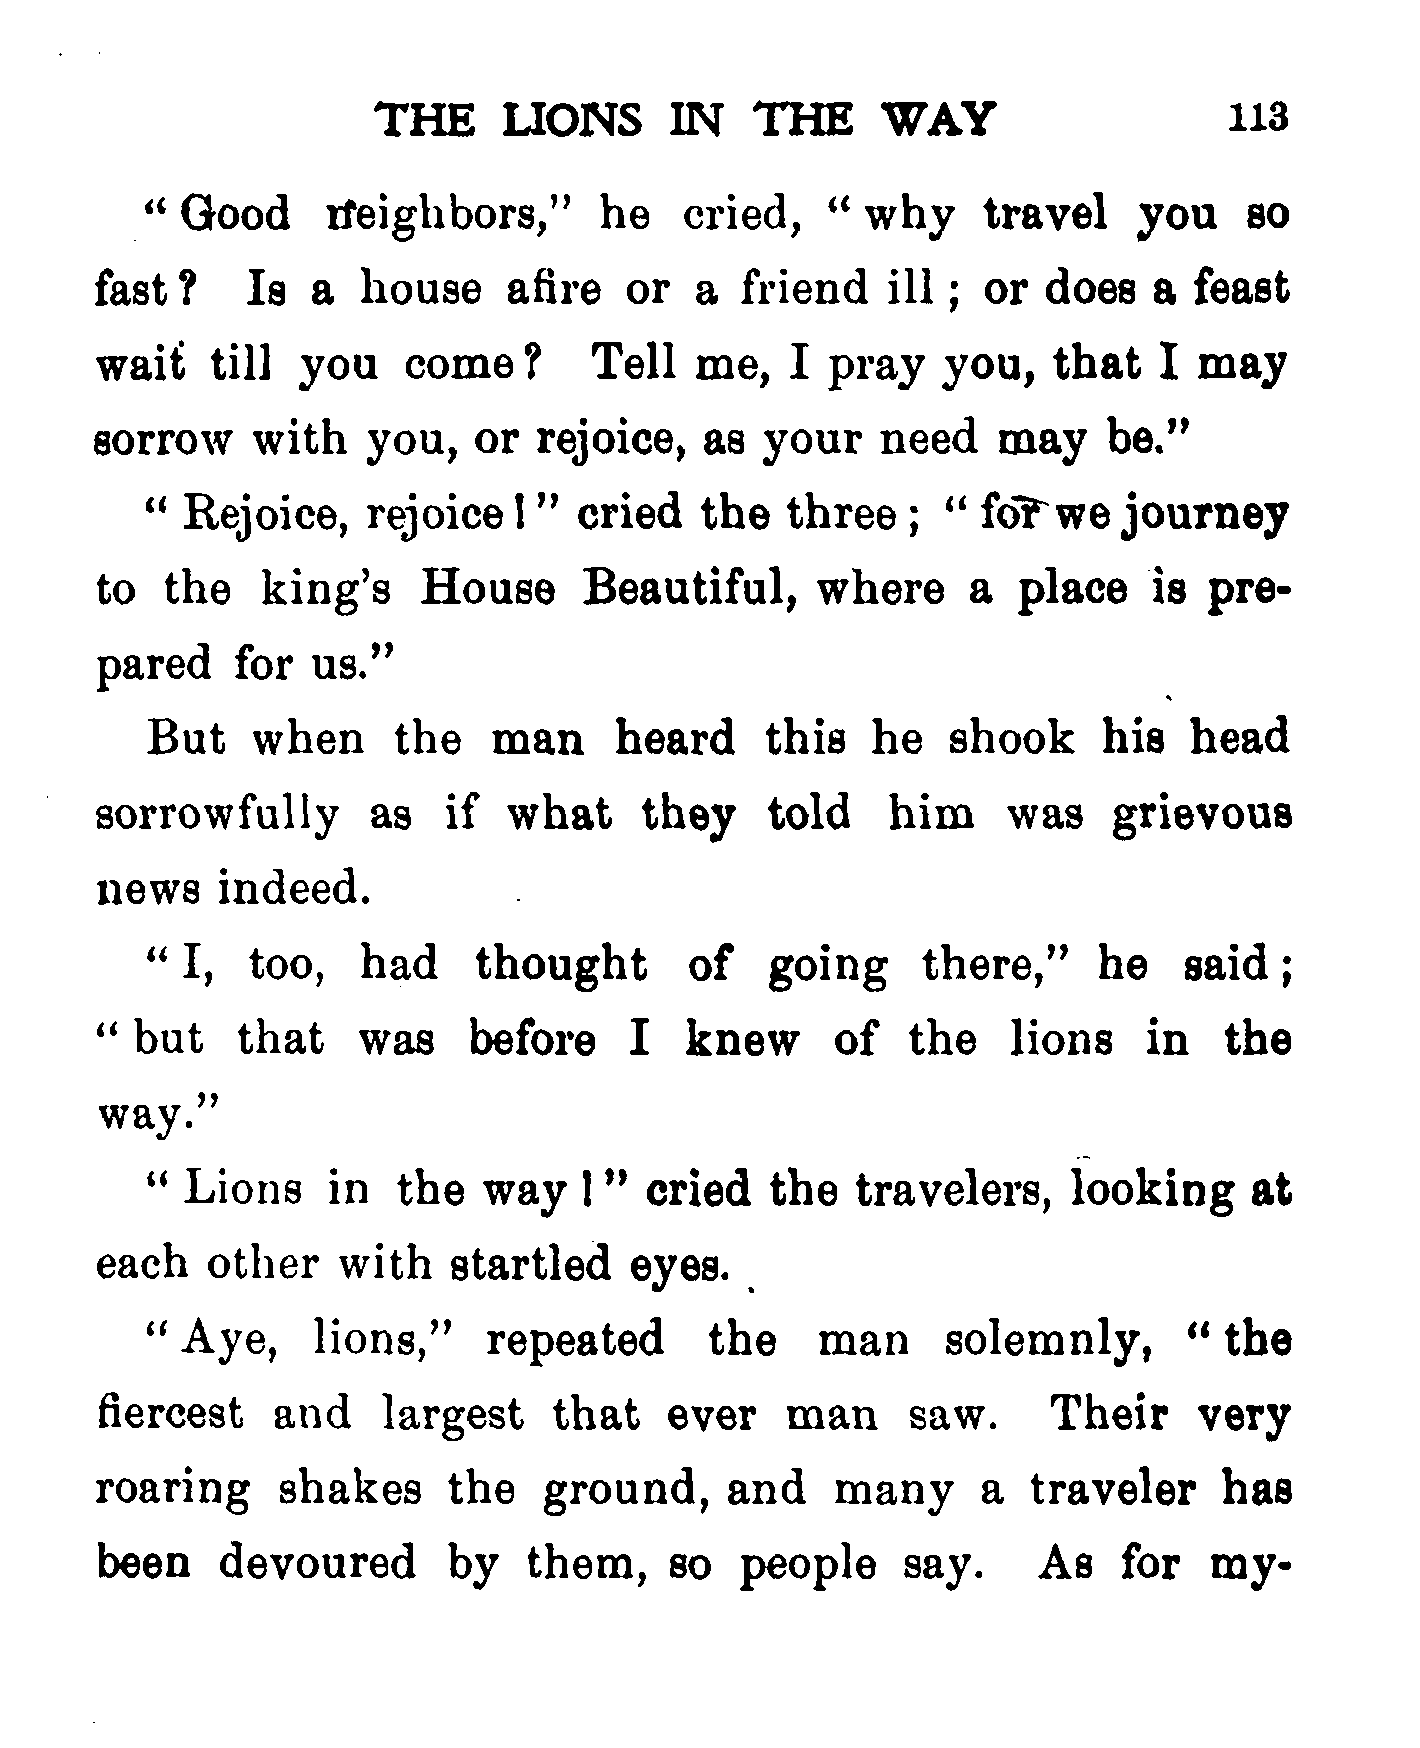 THE LIONS IN THE WAY 113
"Good neighbors," he cried, "why travel you so
fast? Is a house afire or a friend ill; or does a feast
wait till you come? Tell me, I pray you, that I may
sorrow with you, or rejoice, as your need may be."
"Rejoice, rejoice!" cried the three; "for we journey
to the king's House Beautiful, where a place is pre-
pared for us."
But when the man heard this he shook his head
sorrowfully as if what they told him was grievous
news indeed.
"I, too, had thought of going there," he said;
"but that was before I knew of the lions in the
way."
"Lions in the way!" cried the travelers, looking at
each other with startled eyes.
"Aye, lions," repeated the man solemnly, "the
fiercest and largest that ever man saw. Their very
roaring shakes the ground, and many a traveler has
been devoured by them, so people say. As for my-